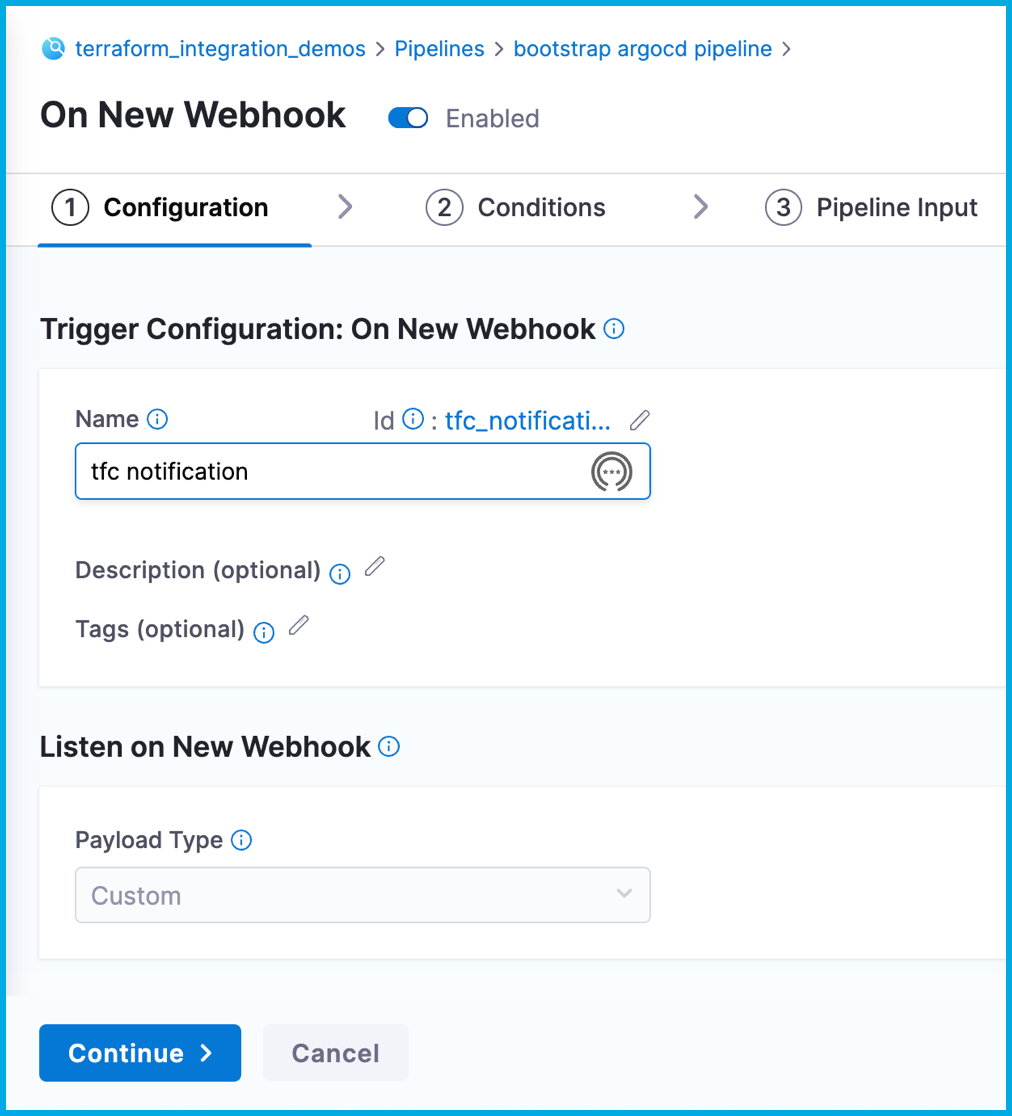 terraform_integration_demos > Pipelines > bootstrap argocd pipeline >
On New Webhook Enabled
1 Configuration > 2 Conditions > 3 Pipeline Input
Trigger Configuration: On New Webhook
Name Id : tfc_notificati...
tfc notification
Description (optional)
Tags (optional)
Listen on New Webhook
Payload Type
Custom
Continue > Cancel